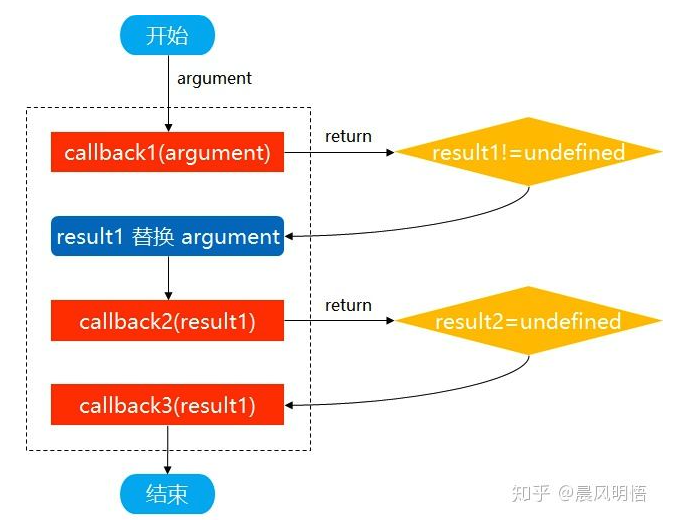 开始
argument
callback1(argument)
return
result1!=undefined
result1 替换 argument
callback2(result1)
return
result2=undefined
callback3(result1)
结束
知乎 @晨风明悟